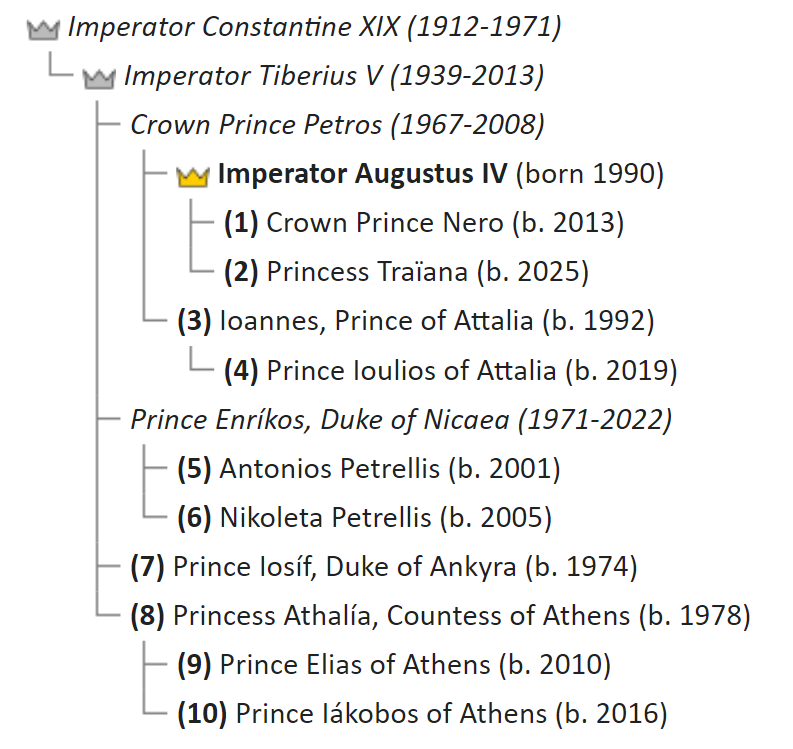 Imperator Constantine XIX (1912-1971)
Imperator Tiberius V (1939-2013)
Crown Prince Petros (1967-2008)
Imperator Augustus IV (born 1990)
(1) Crown Prince Nero (b. 2013)
(2) Princess Traïana (b. 2025)
(3) Ioannes, Prince of Attalia (b. 1992)
(4) Prince Ioulios of Attalia (b. 2019)
Prince Enríkos, Duke of Nicaea (1971-2022)
(5) Antonios Petrellis (b. 2001)
(6) Nikoleta Petrellis (b. 2005)
(7) Prince Iosíf, Duke of Ankyra (b. 1974)
(8) Princess Athalía, Countess of Athens (b. 1978)
(9) Prince Elias of Athens (b. 2010)
(10) Prince Iákobos of Athens (b. 2016)